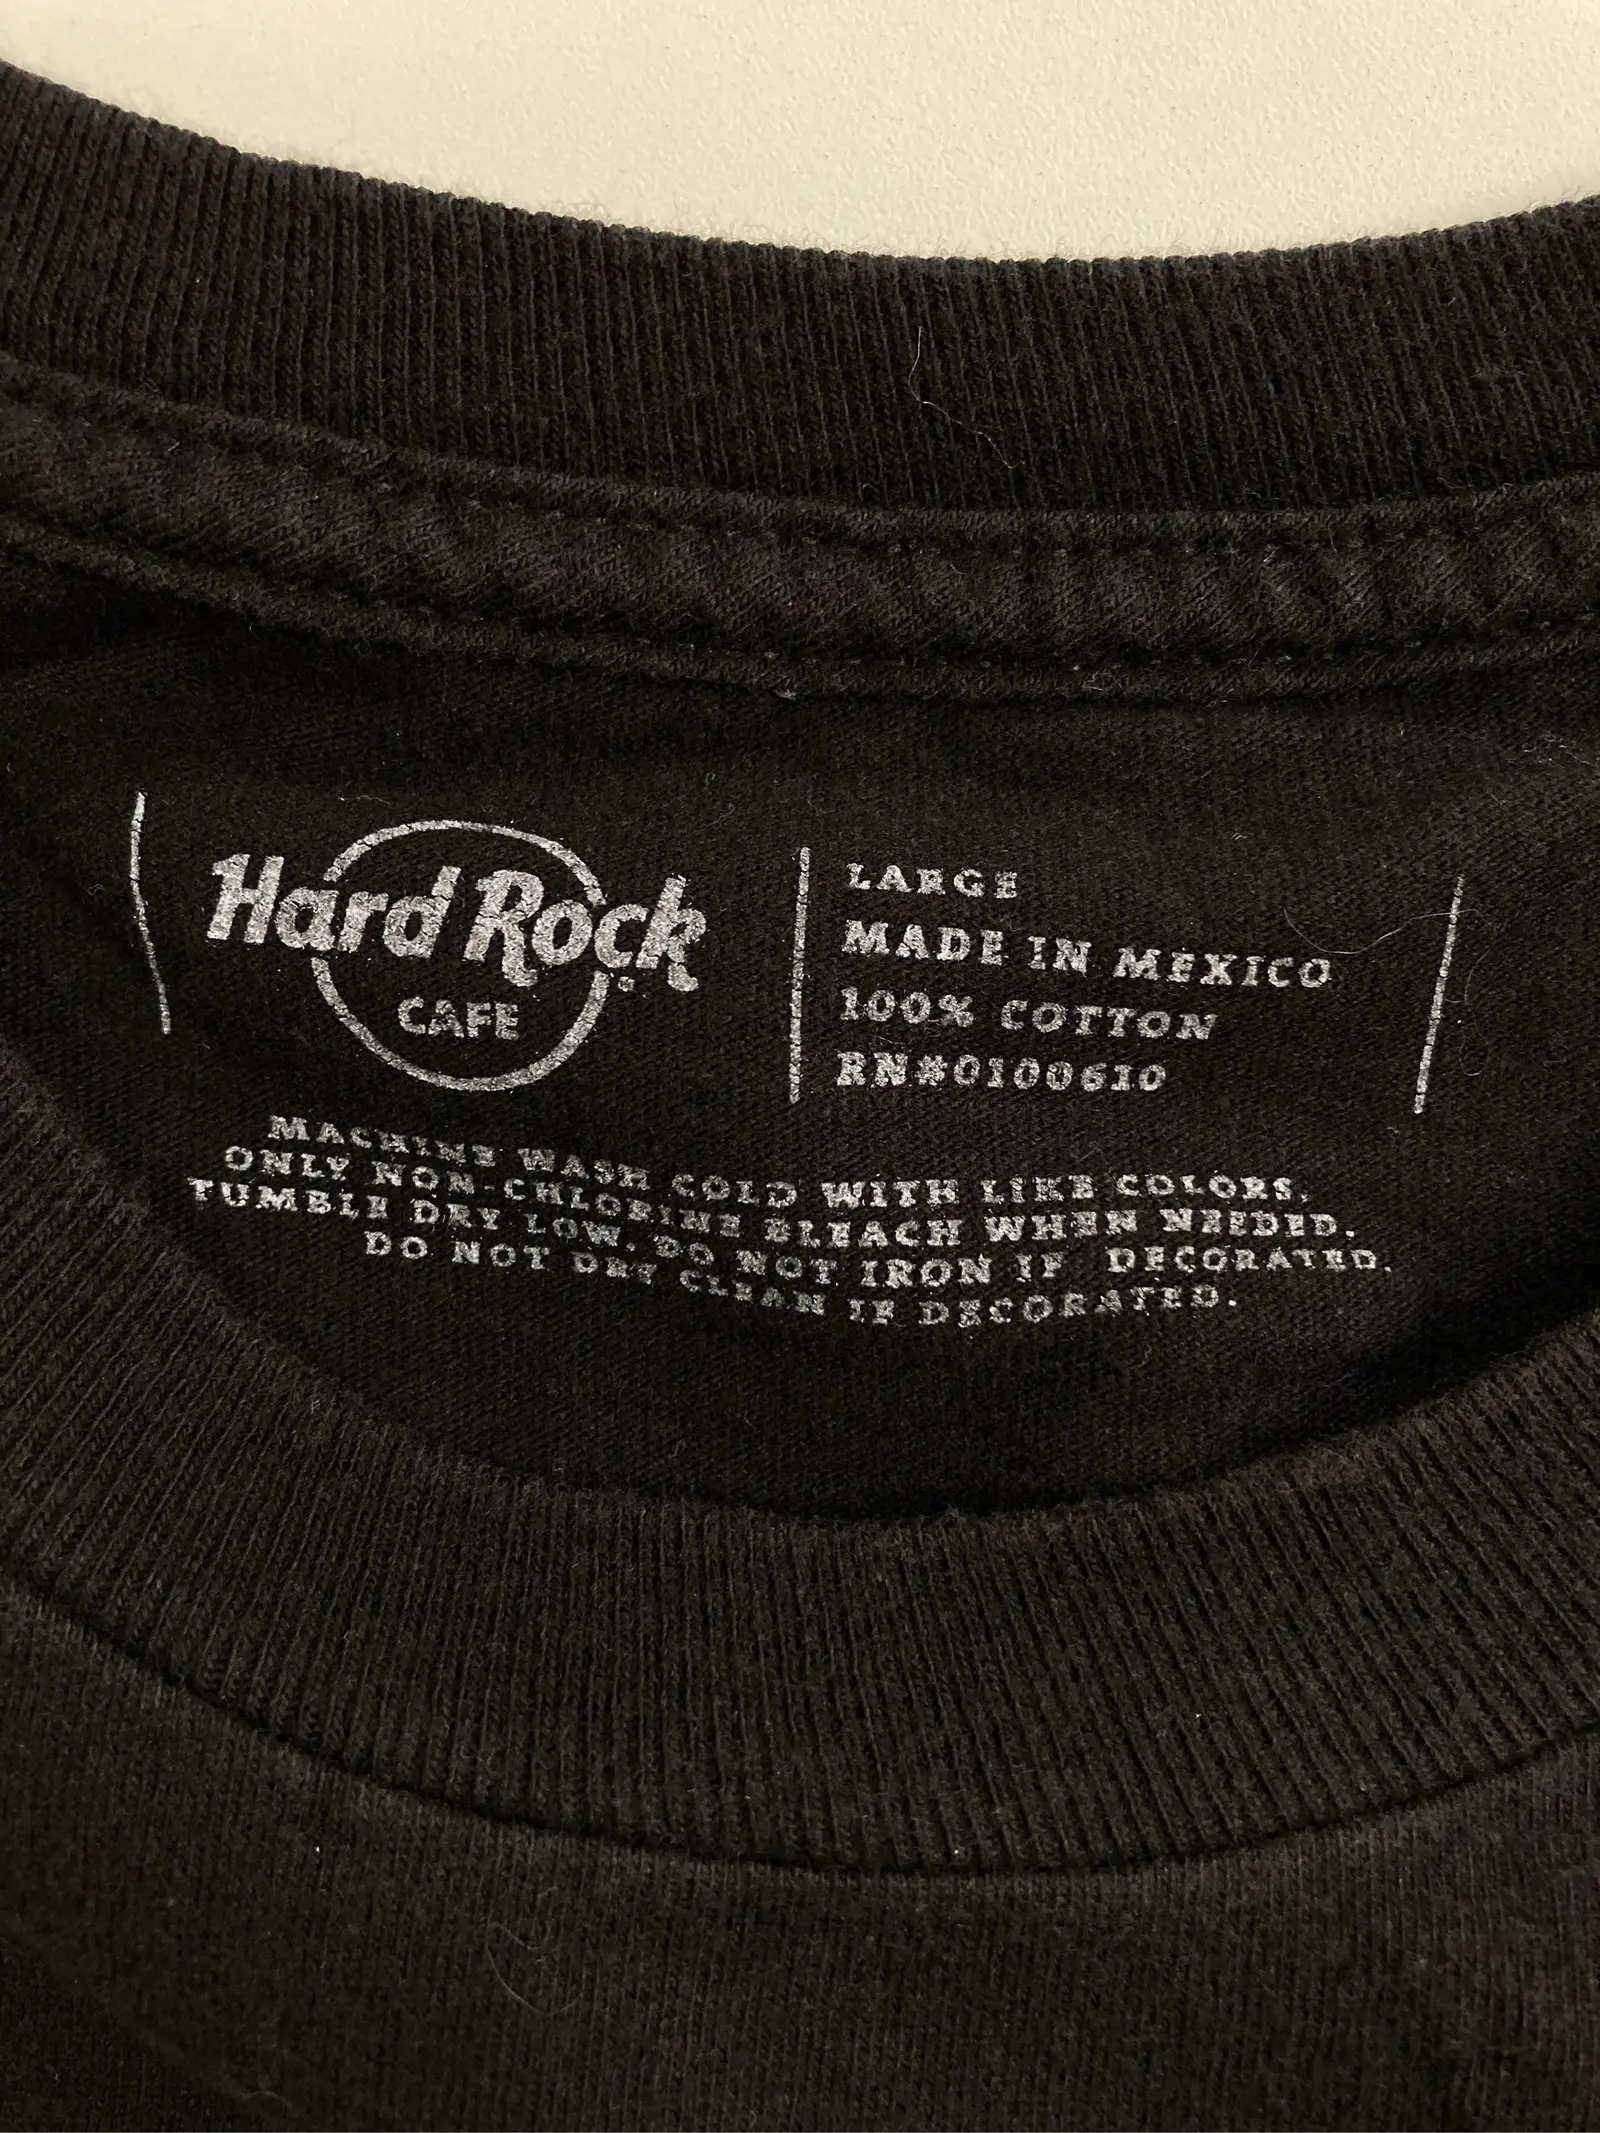 Hard Rock
CAFE
LARGE
MADE IN MEXICO
100% COTTON
RN#0100610
MACHINE WASH COLD WITH LIKE COLORS.
ONLY NON-CHLORINE BLEACH WHEN NEEDED.
TUMBLE DRY LOW. DO NOT IRON IF DECORATED.
DO NOT DRY CLEAN IF DECORATED.